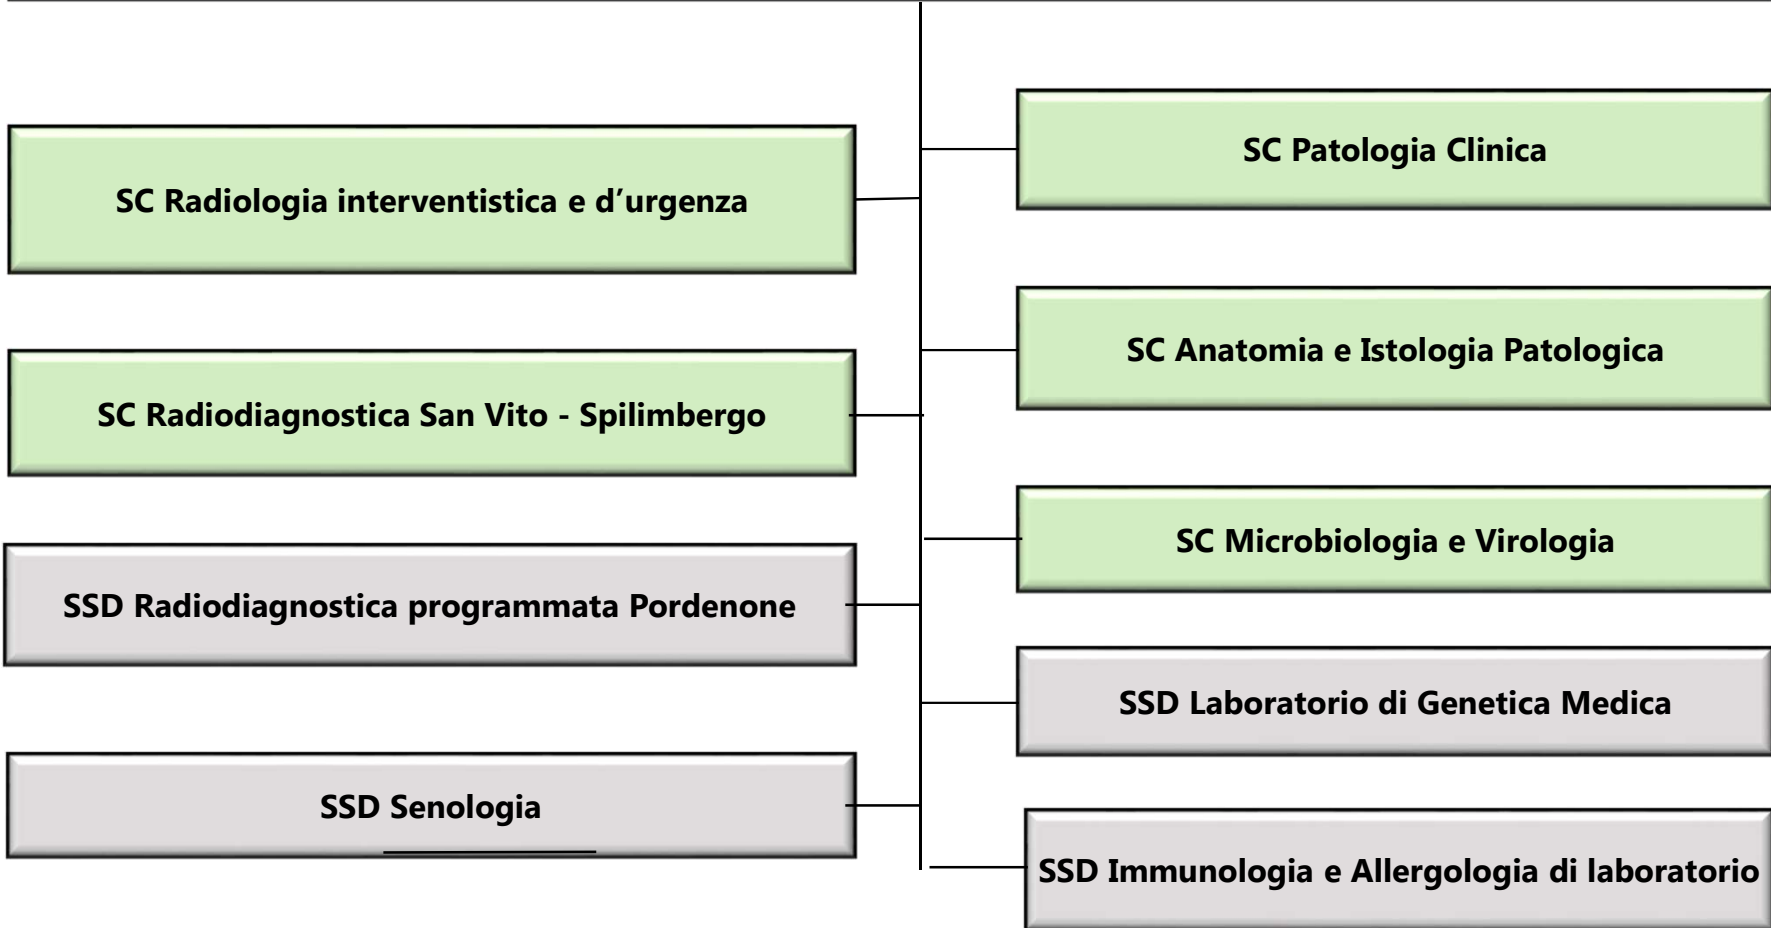 SC Radiologia interventistica e d’urgenza
SC Radiodiagnostica San Vito - Spilimbergo
SSD Radiodiagnostica programmata Pordenone
SSD Senologia
SC Patologia Clinica
SC Anatomia e Istologia Patologica
SC Microbiologia e Virologia
SSD Laboratorio di Genetica Medica
SSD Immunologia e Allergologia di laboratorio